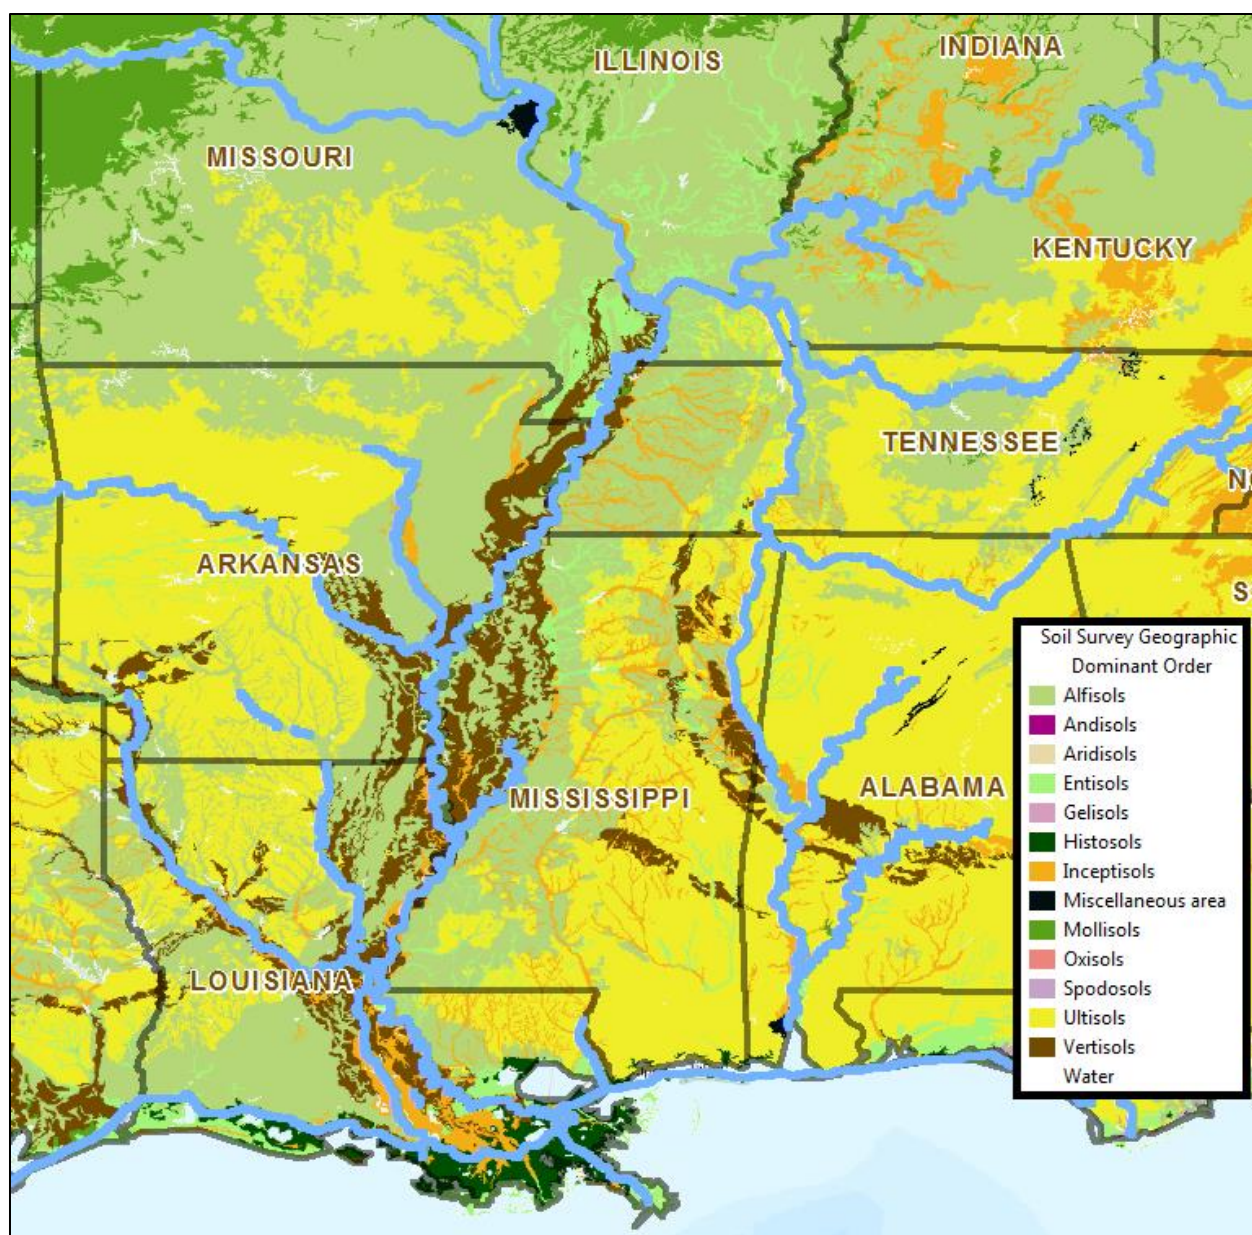 ILLINOIS
INDIANA
MISSOURI
KENTUCKY
TENNESSEE
N
ARKANSAS
S
Soil Survey Geographic
Dominant Order
Alfisols
Andisols
Aridisols
Entisols
Gelisols
Histosols
Inceptisols
Miscellaneous area
Mollisols
Oxisols
Spodosols
Ultisols
Vertisols
Water
MISSISSIPPI
ALABAMA
LOUISIANA